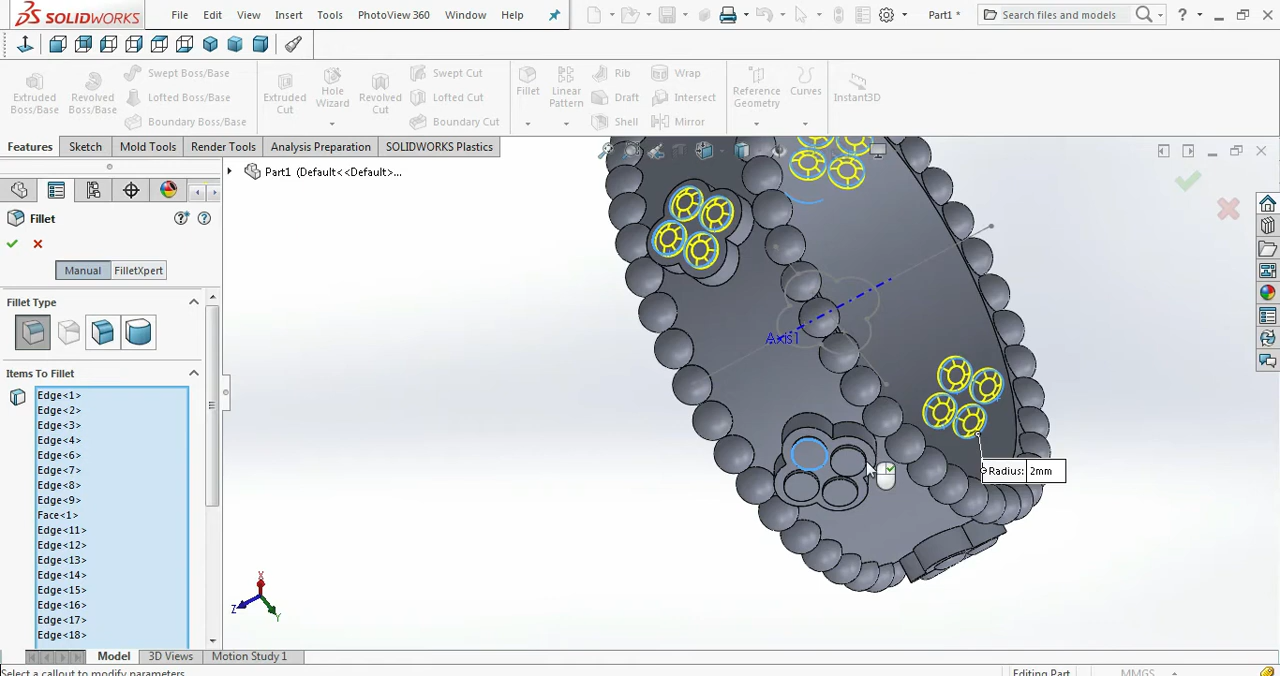 SOLIDWORKS File Edit View Insert Tools PhotoView 360 Window Help Part1 * Search files and models ?
Extruded Boss/Base Revolved Boss/Base Swept Boss/Base Lofted Boss/Base Boundary Boss/Base Extruded Cut Hole Wizard Revolved Cut Swept Cut Lofted Cut Boundary Cut Fillet Linear Pattern Rib Draft Shell Wrap Intersect Mirror Reference Geometry Curves Instant3D
Features Sketch Render Tools Analysis Preparation SOLIDWORKS Plastics
Part1 (Default<<Default>...
Fillet
Manual FilletXpert
Fillet Type
Axis1
Items To Fillet
Edge<1>
Edge<2>
Edge<3>
Edge<4>
Edge<6>
Edge<7>
Radius: 2mm
Edge<8>
Edge<9>
Face<1>
Edge<11>
Edge<12>
Edge<13>
Edge<14>
Edge<15>
Edge<16>
Edge<17>
Edge<18>
X
Z
Y
Model 3D Views Motion Study 1
Select a callout to modify parameters Editing Part MMGS